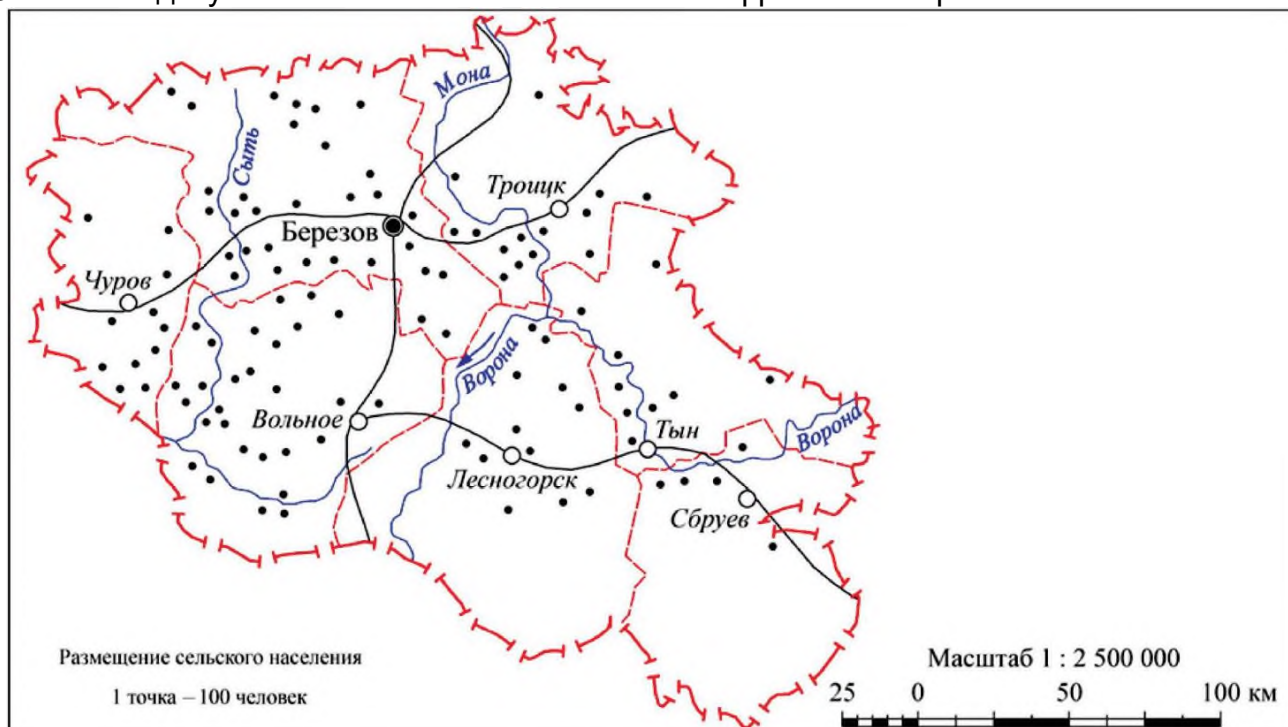 Мона
Сыть
Троицк
Березов
Чуров
Ворона
Вольное
Тын
Ворона
Лесногорск
Сбруев
Размещение сельского населения
1 точка – 100 человек
Масштаб 1 : 2 500 000
25 0 50 100 км